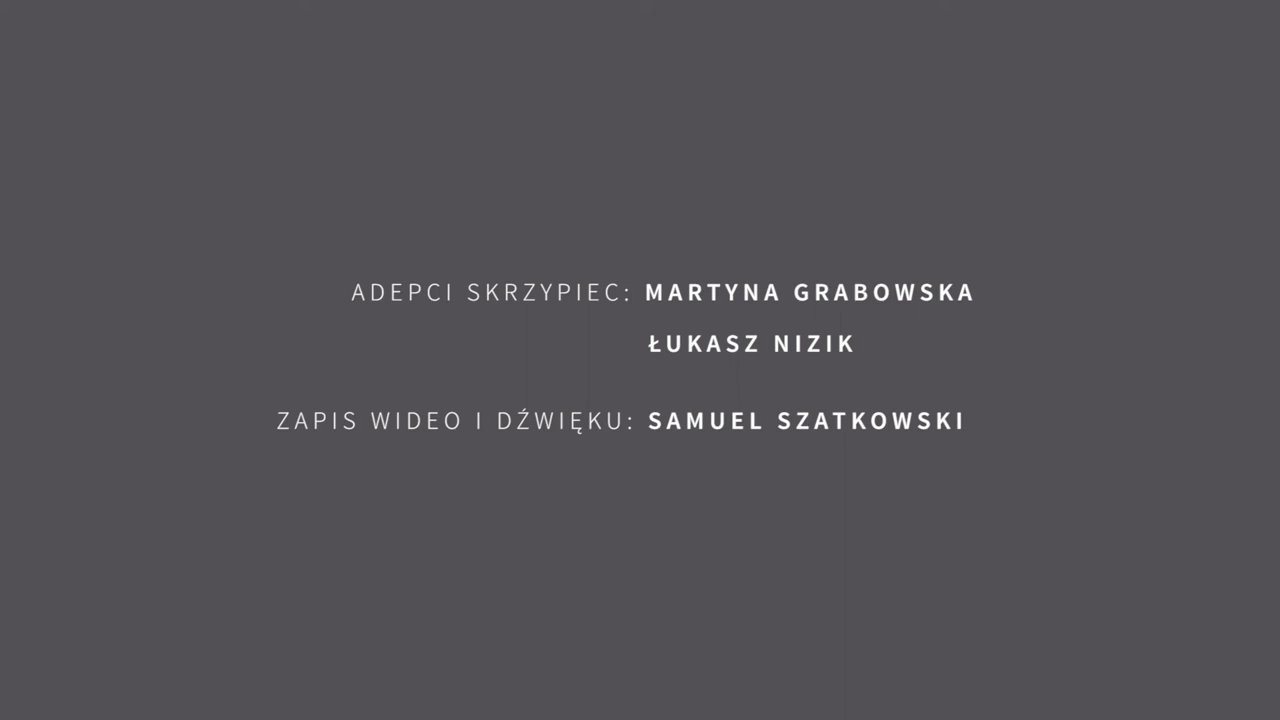 ADEPCI SKRZYPIEC: MARTYNA GRABOWSKA
ŁUKASZ NIZIK
ZAPIS WIDEO I DŹWIĘKU: SAMUEL SZATKOWSKI